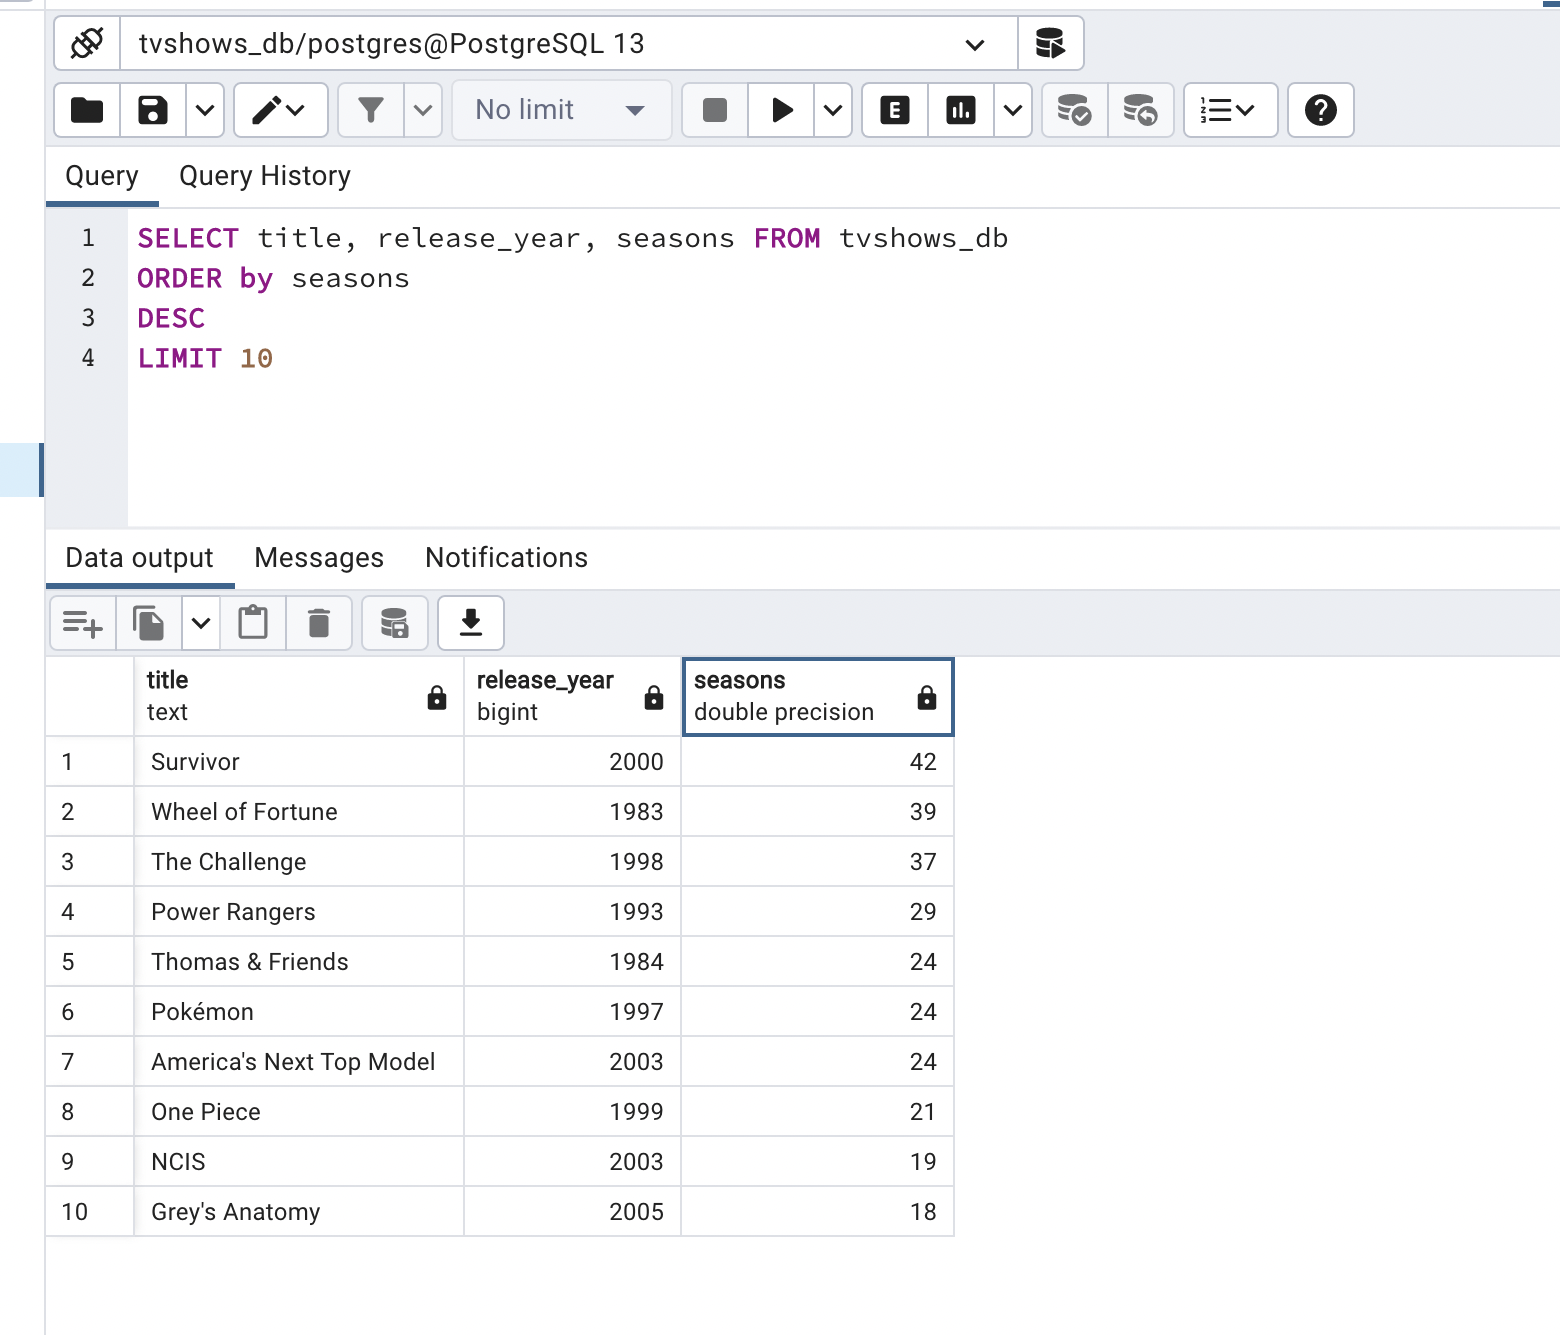 tvshows_db/postgres@PostgreSQL 13
No limit
E
Query Query History
1 SELECT title, release_year, seasons FROM tvshows_db
2 ORDER by seasons
3 DESC
4 LIMIT 10
Data output Messages Notifications
title release_year seasons
text bigint double precision
1 Survivor 2000 42
2 Wheel of Fortune 1983 39
3 The Challenge 1998 37
4 Power Rangers 1993 29
5 Thomas & Friends 1984 24
6 Pokémon 1997 24
7 America's Next Top Model 2003 24
8 One Piece 1999 21
9 NCIS 2003 19
10 Grey's Anatomy 2005 18